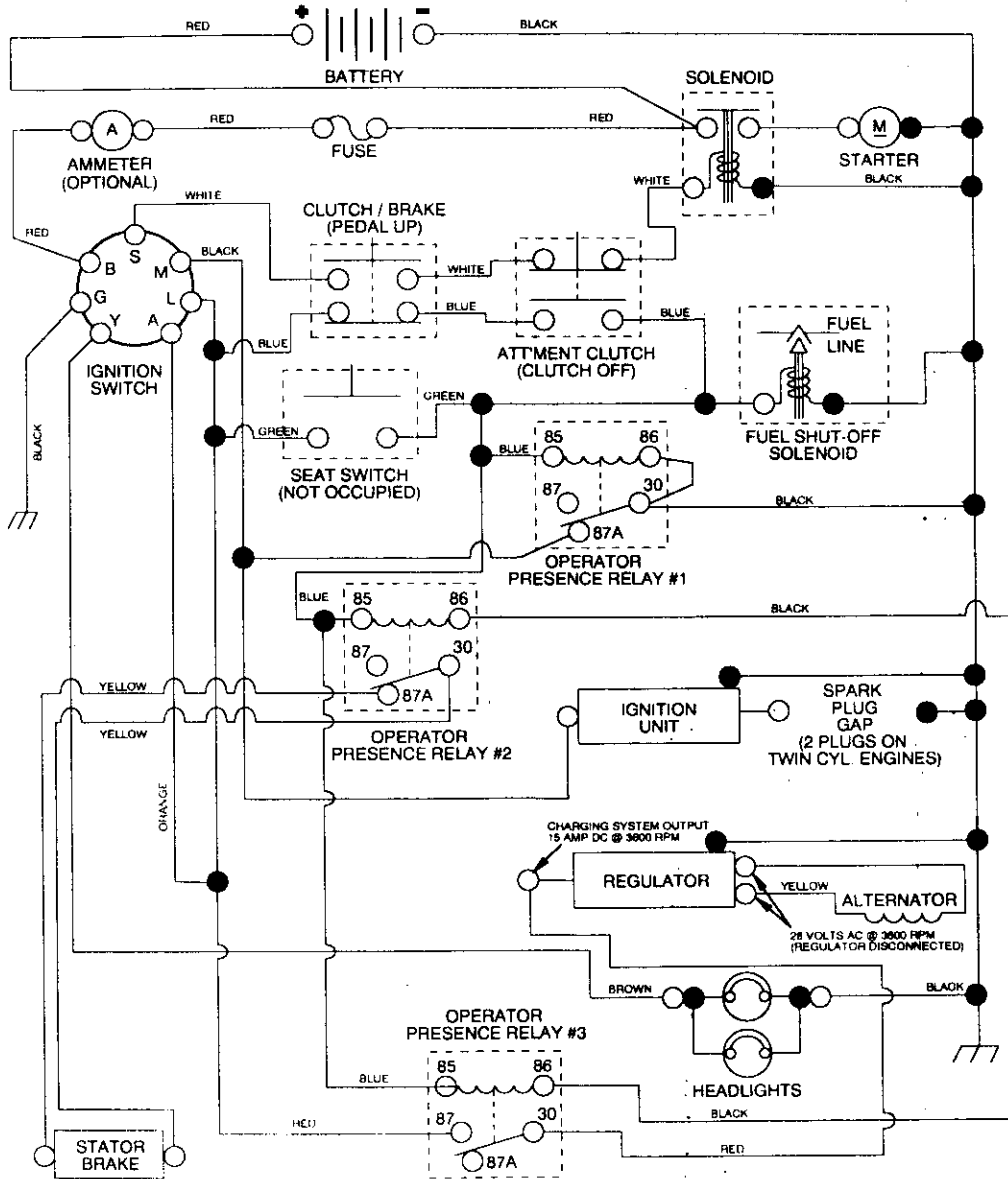 RED
+
-
BLACK
BATTERY
SOLENOID
A
RED
FUSE
RED
M
STARTER
AMMETER
(OPTIONAL)
WHITE
BLACK
WHITE
CLUTCH / BRAKE
(PEDAL UP)
RED
S
BLACK
B
M
G
L
Y
A
IGNITION
SWITCH
WHITE
BLUE
BLUE
ATT'MENT CLUTCH
(CLUTCH OFF)
BLUE
FUEL
LINE
FUEL SHUT-OFF
SOLENOID
GREEN
GREEN
BLACK
SEAT SWITCH
(NOT OCCUPIED)
BLUE
85
86
87
30
87A
BLACK
OPERATOR
PRESENCE RELAY #1
BLUE
85
86
BLACK
87
30
87A
YELLOW
YELLOW
OPERATOR
PRESENCE RELAY #2
IGNITION
UNIT
SPARK
PLUG
GAP
(2 PLUGS ON
TWIN CYL. ENGINES)
ORANGE
CHARGING SYSTEM OUTPUT
15 AMP DC @ 3600 RPM
REGULATOR
YELLOW
ALTERNATOR
28 VOLTS AC @ 3600 RPM
(REGULATOR DISCONNECTED)
BROWN
BLACK
HEADLIGHTS
OPERATOR
PRESENCE RELAY #3
BLUE
85
86
BLACK
RED
87
30
87A
RED
STATOR
BRAKE